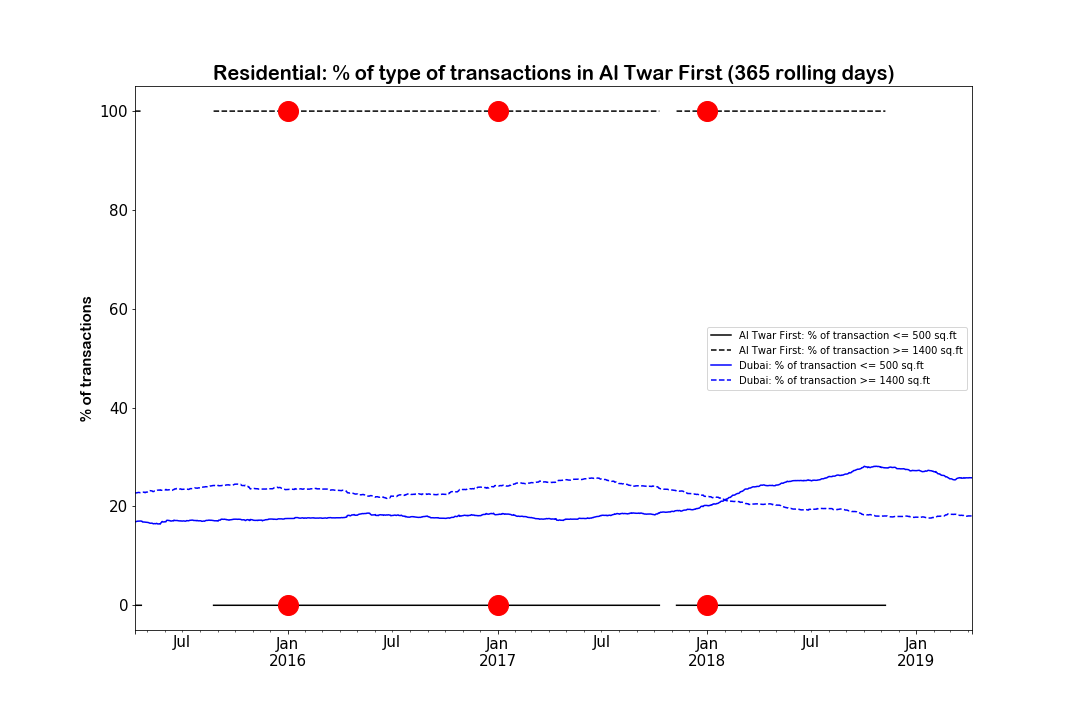 Residential: % of type of transactions in Al Twar First (365 rolling days)
% of transactions
100
80
60
40
20
0
Al Twar First: % of transaction <= 500 sq.ft
Al Twar First: % of transaction >= 1400 sq.ft
Dubai: % of transaction <= 500 sq.ft
Dubai: % of transaction >= 1400 sq.ft
Jul Jan Jul Jan Jul Jan Jul Jan
2016 2017 2018 2019